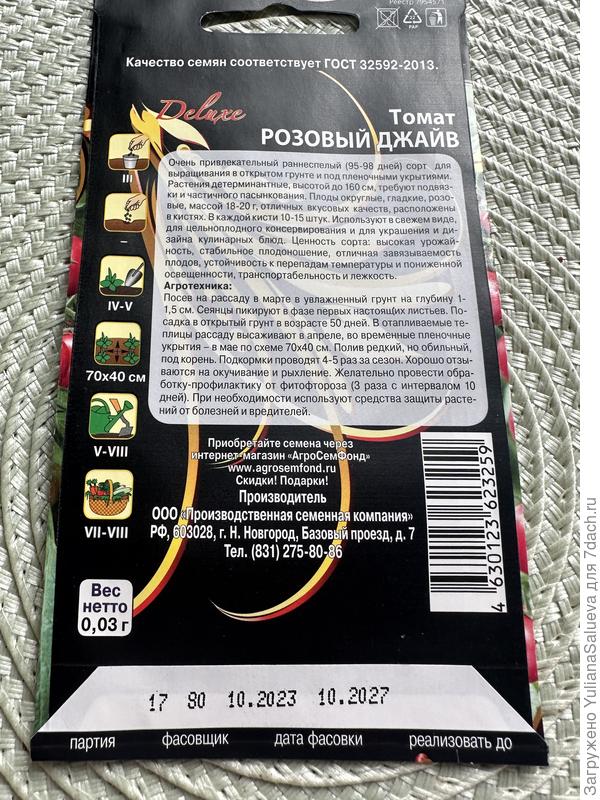 Реестр 7954571
PAP
Качество семян соответствует ГОСТ 32592-2013.
Deluxe
Томат
РОЗОВЫЙ ДЖАЙВ
Очень привлекательный раннеспелый (95-98 дней) сорт для
выращивания в открытом грунте и под пленочными укрытиями.
Растения детерминантные, высотой до 160 см, требуют подвяз-
ки и частичного пасынкования. Плоды округлые, гладкие, розо-
вые, массой 18-20 г, отличных вкусовых качеств, расположены
в кистях. В каждой кисти 10-15 штук. Используют в свежем виде,
для цельноплодного консервирования и для украшения и ди-
зайна кулинарных блюд. Ценность сорта: высокая урожай-
ность, стабильное плодоношение, отличная завязываемость
плодов, устойчивость к перепадам температуры и пониженной
освещенности, транспортабельность и лежкость.
Агротехника:
Посев на рассаду в марте в увлажненный грунт на глубину 1-
1,5 см. Сеянцы пикируют в фазе первых настоящих листьев. По-
садка в открытый грунт в возрасте 50 дней. В отапливаемые те-
плицы рассаду высаживают в апреле, во временные пленочные
укрытия – в мае по схеме 70х40 см. Полив редкий, но обильный,
под корень. Подкормки проводят 4-5 раз за сезон. Хорошо отзы-
ваются на окучивание и рыхление. Желательно провести обра-
ботку-профилактику от фитофтороза (3 раза с интервалом 10
дней). При необходимости используют средства защиты расте-
ний от болезней и вредителей.
III
–
IV-V
70х40 см
V-VIII
VII-VIII
Приобретайте семена через
интернет-магазин «АгроСемФонд»
www.agrosemfond.ru
Скидки! Подарки!
Производитель
ООО «Производственная семенная компания»
РФ, 603028, г. Н. Новгород, Базовый проезд, д. 7
Тел. (831) 275-80-86
4 630123 623259
Вес
нетто
0,03 г
17 80 10.2023 10.2027
партия фасовщик дата фасовки реализовать до
Загружено YulianaSalueva для 7dach.ru